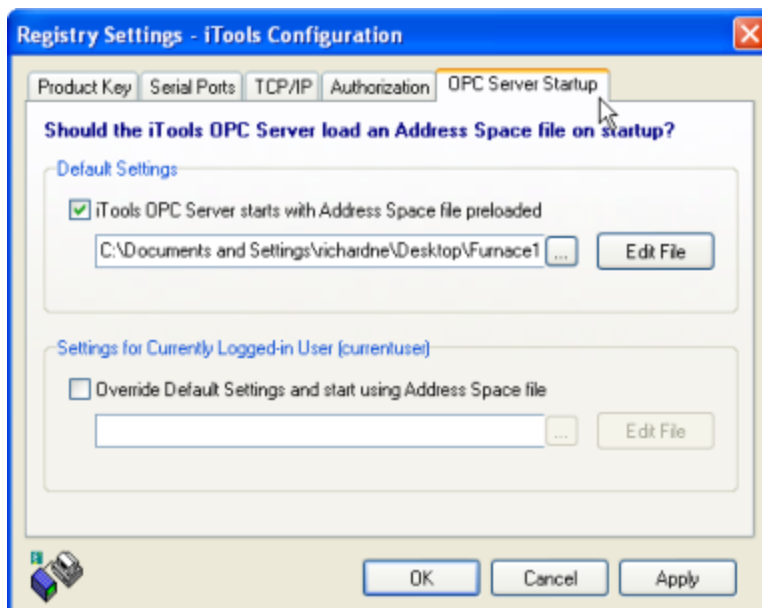 Registry Settings - iTools Configuration
Product Key Serial Ports TCP/IP Authorization OPC Server Startup
Should the iTools OPC Server load an Address Space file on startup?
Default Settings
iTools OPC Server starts with Address Space file preloaded
C:\Documents and Settings\richardne\Desktop\Furnace1 ... Edit File
Settings for Currently Logged-in User (currentuser)
Override Default Settings and start using Address Space file
... Edit File
OK Cancel Apply